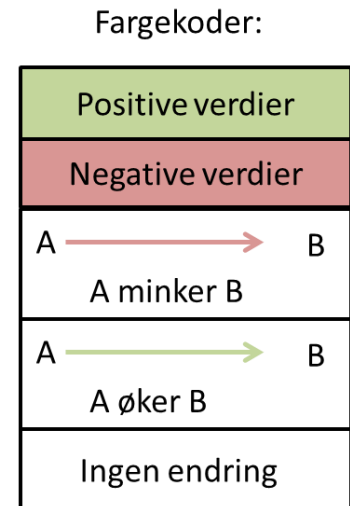 Fargekoder:
Positive verdier
Negative verdier
A B
A minker B
A B
A øker B
Ingen endring